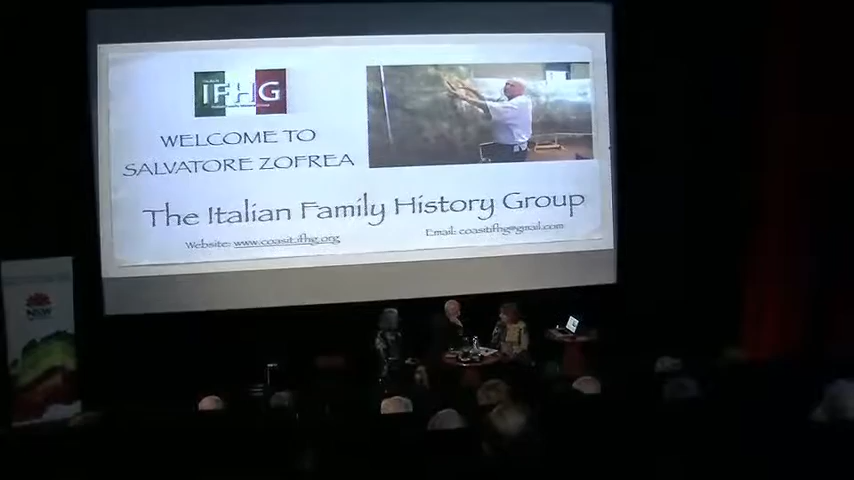 IFHG
WELCOME TO
SALVATORE ZOFREA
The Italian Family History Group
Website: www.coasit.ifhg.org
Email: coasitifhg@gmail.com
NSW